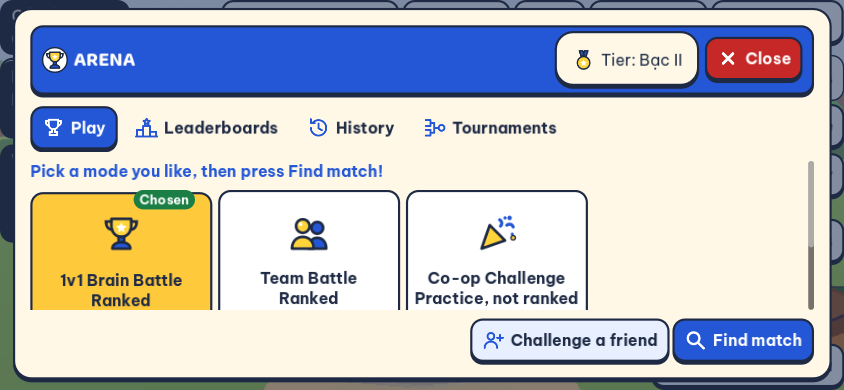 ARENA
Tier: Bạc II
Close
Play
Leaderboards
History
Tournaments
Pick a mode you like, then press Find match!
Chosen
1v1 Brain Battle
Ranked
Team Battle
Ranked
Co-op Challenge
Practice, not ranked
Challenge a friend
Find match